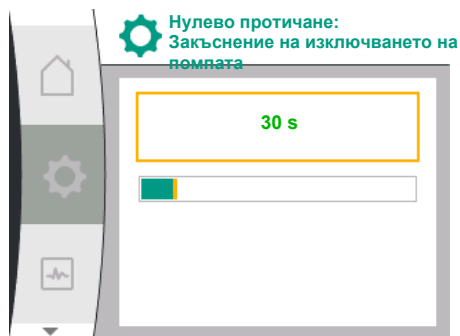 Нулево протичане:
Закъснение на изключването на
помпата
30 s